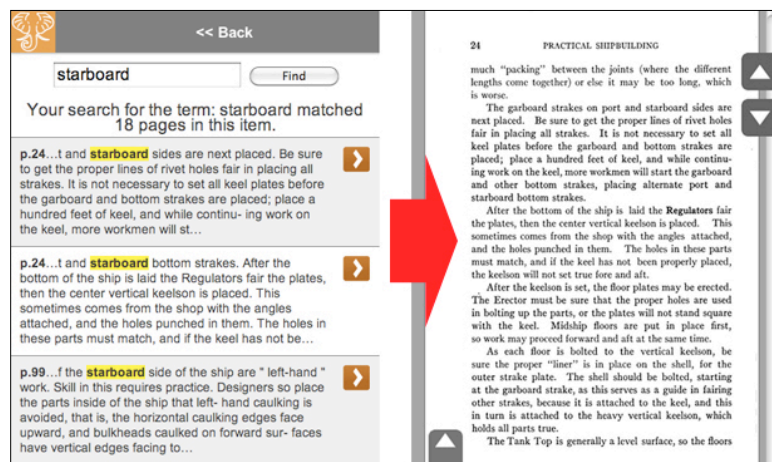 << Back
starboard
Find
Your search for the term: starboard matched
18 pages in this item.
p.24...t and starboard sides are next placed. Be sure
to get the proper lines of rivet holes fair in placing all
strakes. It is not necessary to set all keel plates before
the garboard and bottom strakes are placed; place a
hundred feet of keel, and while continu- ing work on
the keel, more workmen will st...
p.24...t and starboard bottom strakes. After the
bottom of the ship is laid the Regulators fair the plates,
then the center vertical keelson is placed. This
sometimes comes from the shop with the angles
attached, and the holes punched in them. The holes in
these parts must match, and if the keel has not be...
p.99...f the starboard side of the ship are " left-hand "
work. Skill in this requires practice. Designers so place
the parts inside of the ship that left- hand caulking is
avoided, that is, the horizontal caulking edges face
upward, and bulkheads caulked on forward sur- faces
have vertical edges facing to...
24 PRACTICAL SHIPBUILDING
much "packing" between the joints (where the different
lengths come together) or else it may be too long, which
is worse.
The garboard strakes on port and starboard sides are
next placed. Be sure to get the proper lines of rivet holes
fair in placing all strakes. It is not necessary to set all
keel plates before the garboard and bottom strakes are
placed; place a hundred feet of keel, and while continu-
ing work on the keel, more workmen will start the garboard
and other bottom strakes, placing alternate port and
starboard bottom strakes.
After the bottom of the ship is laid the Regulators fair
the plates, then the center vertical keelson is placed. This
sometimes comes from the shop with the angles attached,
and the holes punched in them. The holes in these parts
must match, and if the keel has not been properly placed,
the keelson will not set true fore and aft.
After the keelson is set, the floor plates may be erected.
The Erector must be sure that the proper holes are used
in bolting up the parts, or the plates will not stand square
with the keel. Midship floors are put in place first,
so work may proceed forward and aft at the same time.
As each floor is bolted to the vertical keelson, be
sure the proper "liner" is in place on the shell, for the
outer strake plate. The shell should be bolted, starting
at the garboard strake, as this serves as a guide in fairing
other strakes, because it is attached to the keel, and this
in turn is attached to the heavy vertical keelson, which
holds all parts true.
The Tank Top is generally a level surface, so the floors